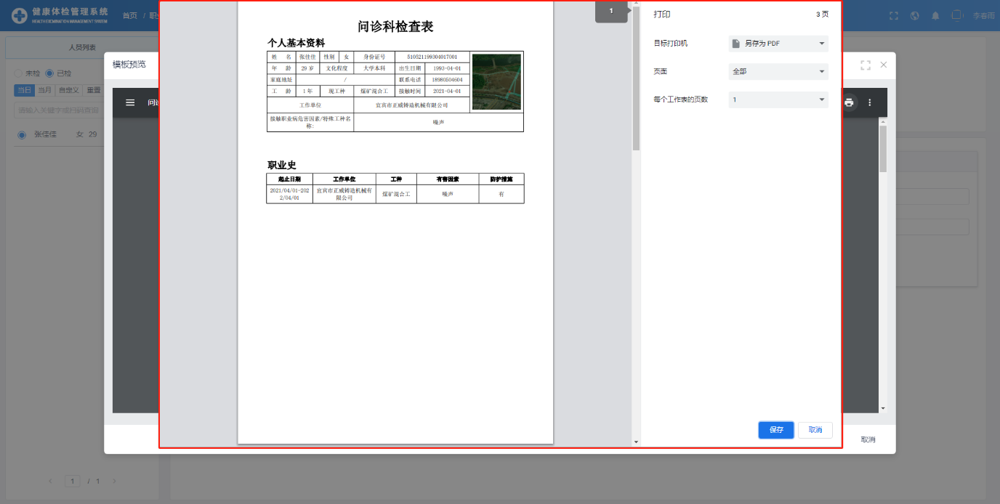 健康体检管理系统
HEALTH EXEMINATION MANAGEMENT SYSTEM
首页 / 职业
李春雨
人员列表
未检 已检
当日 当月 自定义 重置
请输入关键字或扫码查询
张佳佳 女 29
1 / 1
模板预览
问诊
取消
1
问诊科检查表
个人基本资料
姓 名 张佳佳 性别 女 身份证号 510521199304017001
年 龄 29 岁 文化程度 大学本科 出生日期 1993-04-01
家庭地址 / 联系电话 18980504604
工 龄 1 年 现工种 煤矿混合工 接触时间 2021-04-01
工作单位 宜宾市正威铸造机械有限公司
接触职业病危害因素/特殊工种名
称: 噪声
职业史
起止日期 工作单位 工种 有害因素 防护措施
2021/04/01-202 宜宾市正威铸造机械有
2/04/01 限公司 煤矿混合工 噪声 有
打印 3 页
目标打印机 另存为 PDF
页面 全部
每个工作表的页数 1
保存 取消